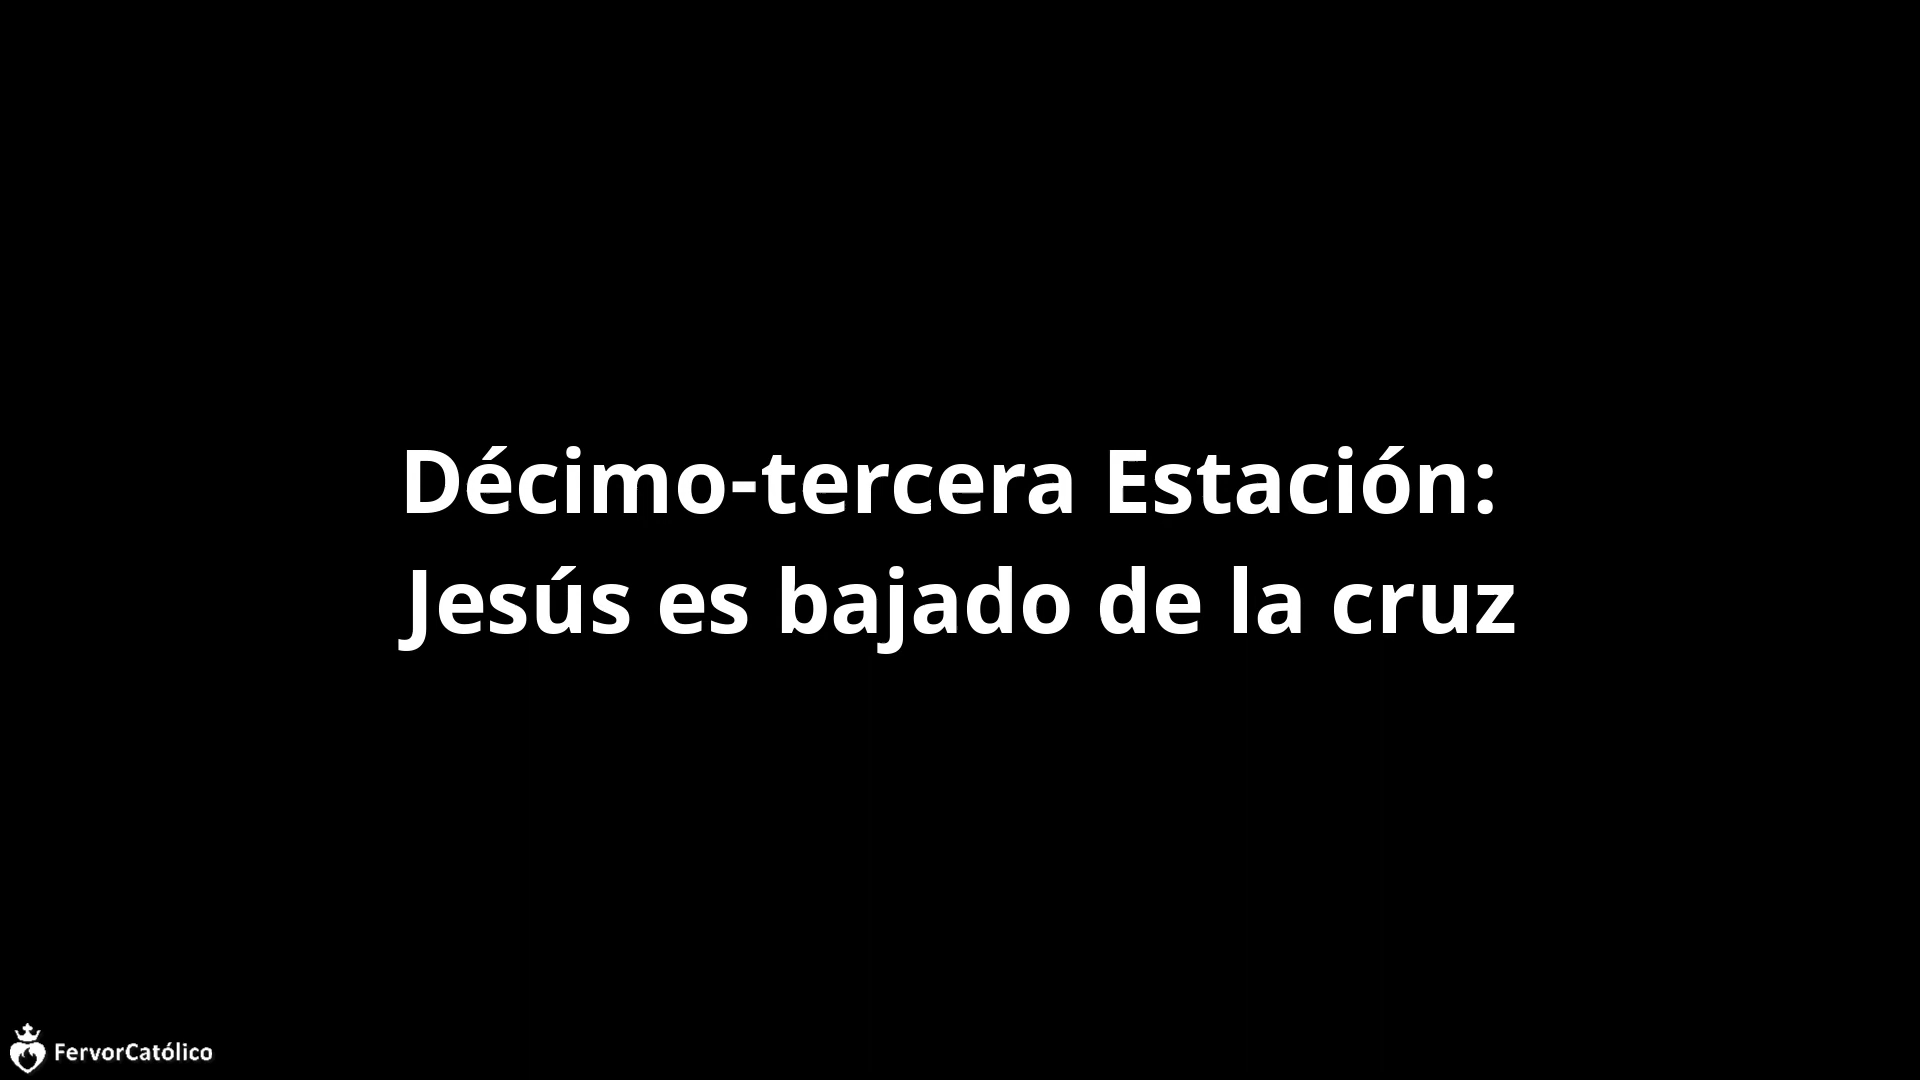 Décimo-tercera Estación:
Jesús es bajado de la cruz
FervorCatólico